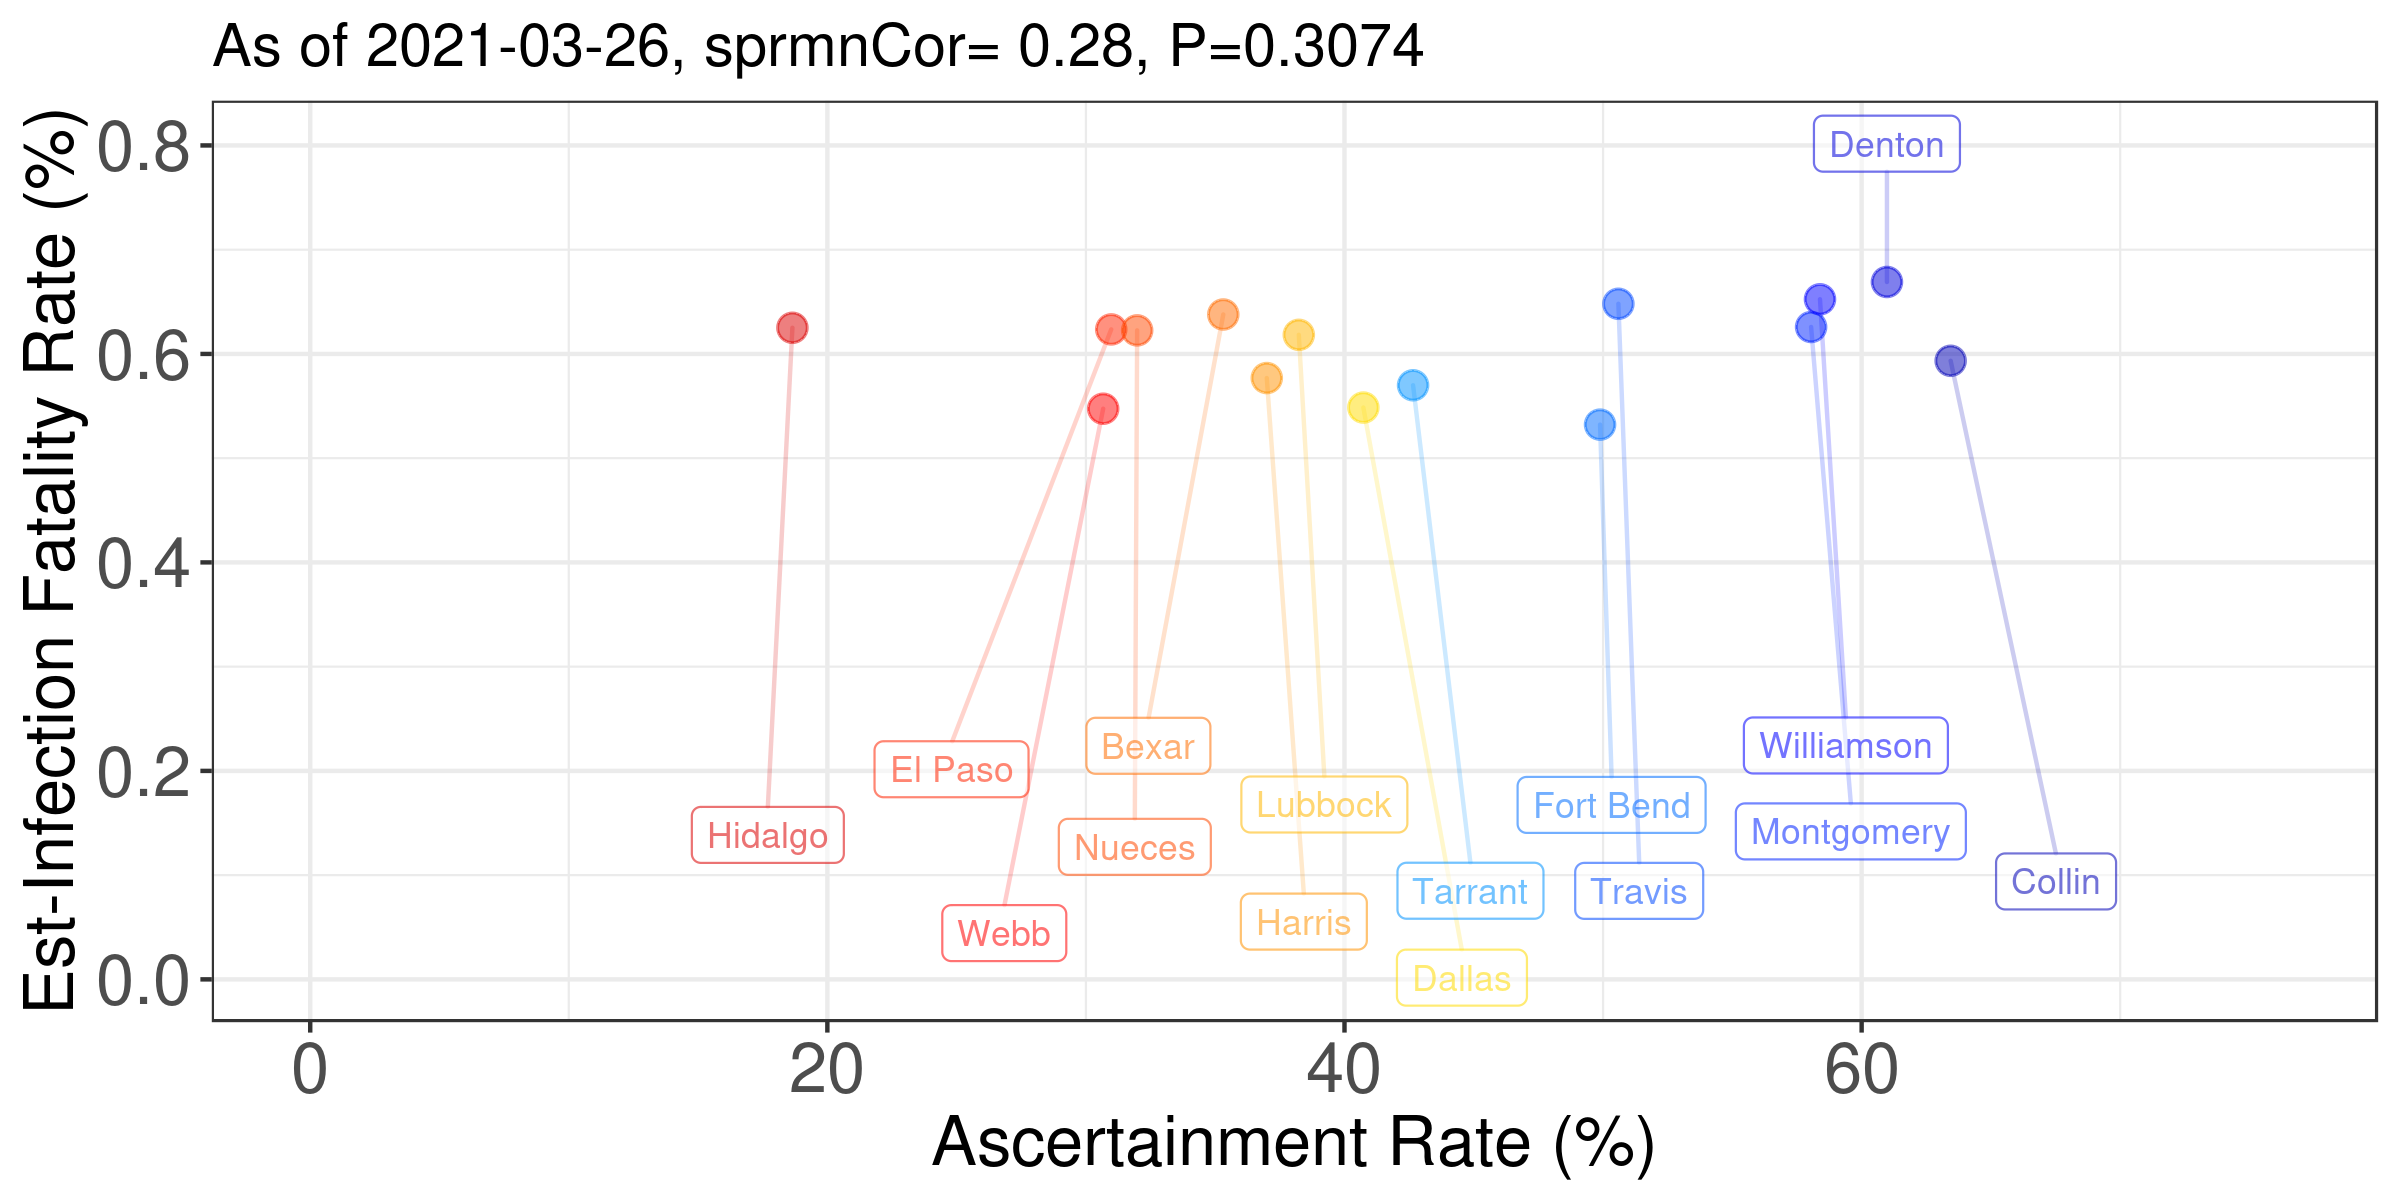 As of 2021-03-26, sprmnCor= 0.28, P=0.3074
Est-Infection Fatality Rate (%)
0.8
0.6
0.4
0.2
0.0
Denton
Bexar
Williamson
El Paso
Lubbock
Fort Bend
Hidalgo
Montgomery
Nueces
Collin
Tarrant
Travis
Harris
Webb
Dallas
0
20
40
60
Ascertainment Rate (%)